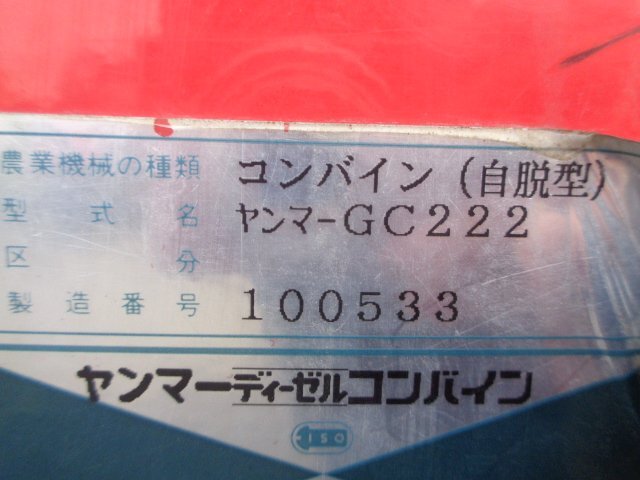 農業機械の種類 コンバイン(自脱型)
型式名 ヤンマーGC222
区分
製造番号 100533
ヤンマーディーゼルコンバイン
ISO